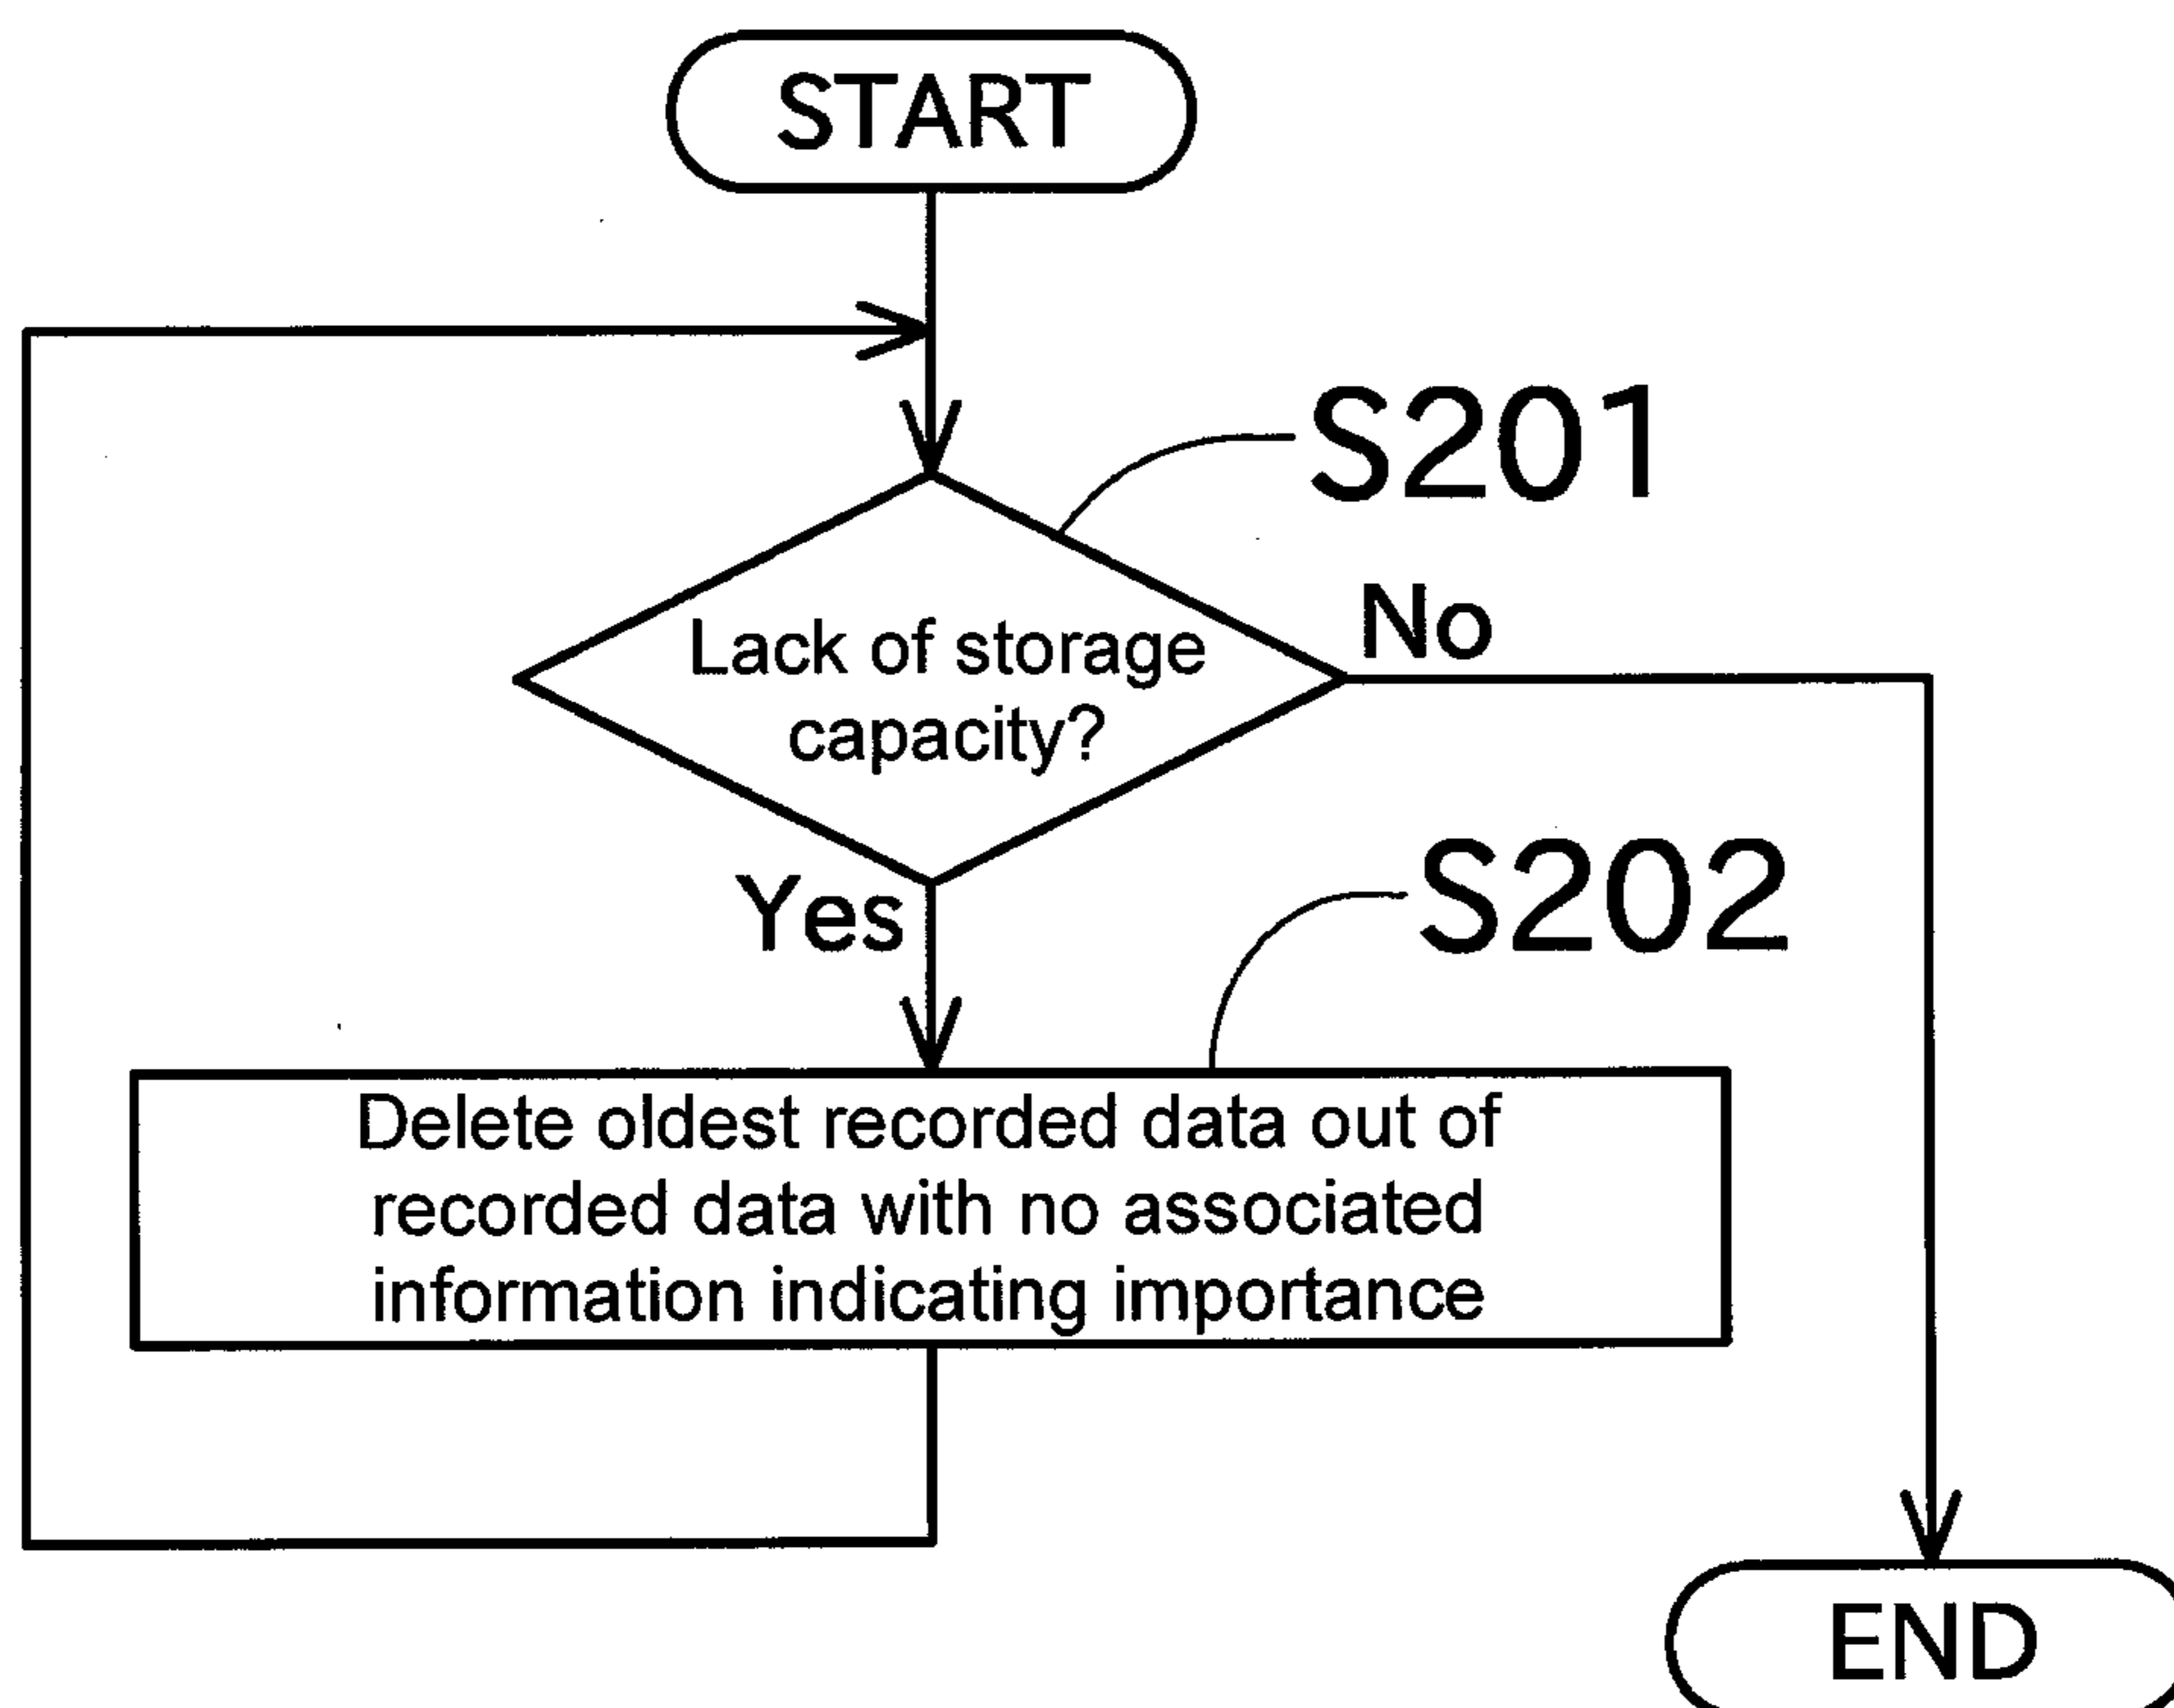 START
S201
No
Lack of storage
capacity?
Yes
S202
Delete oldest recorded data out of
recorded data with no associated
information indicating importance
END